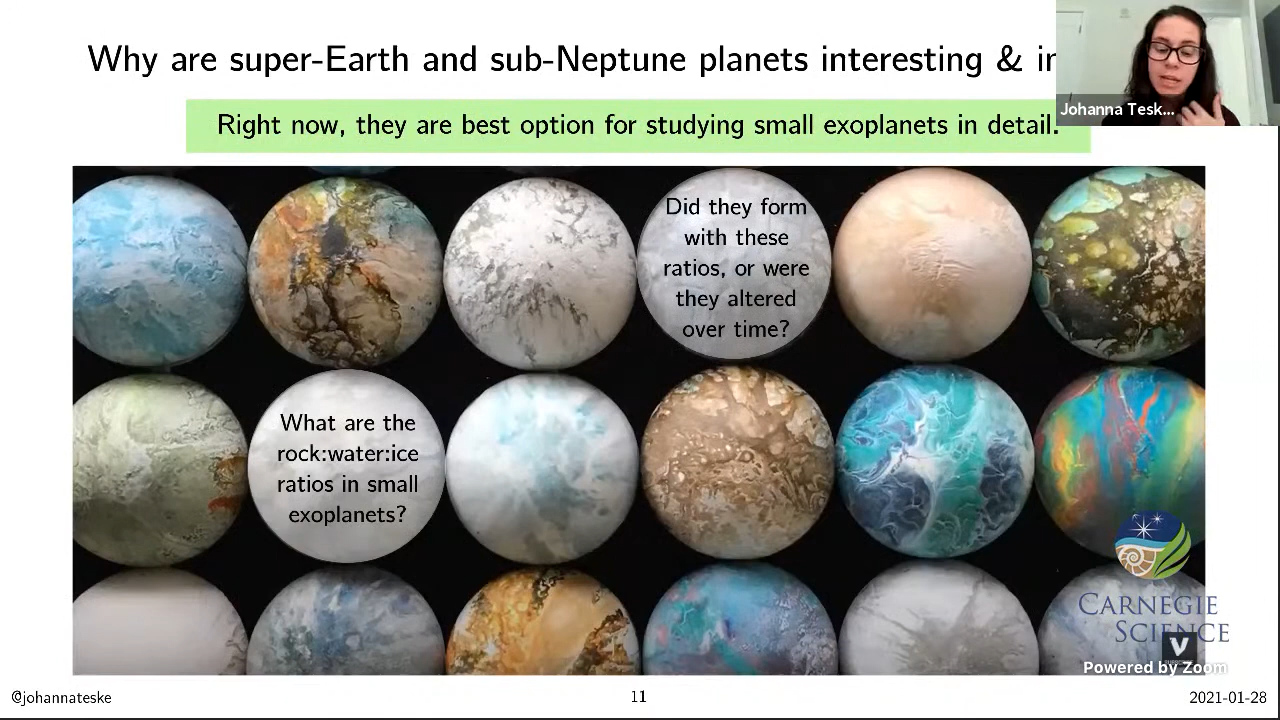 Why are super-Earth and sub-Neptune planets interesting &
Johanna Tesk...
Right now, they are best option for studying small exoplanets in detail.
Did they form
with these
ratios, or were
they altered
over time?
What are the
rock:water:ice
ratios in small
exoplanets?
CARNEGIE
SCIENCE
V
Powered by Zoom
@johannateske
11
2021-01-28